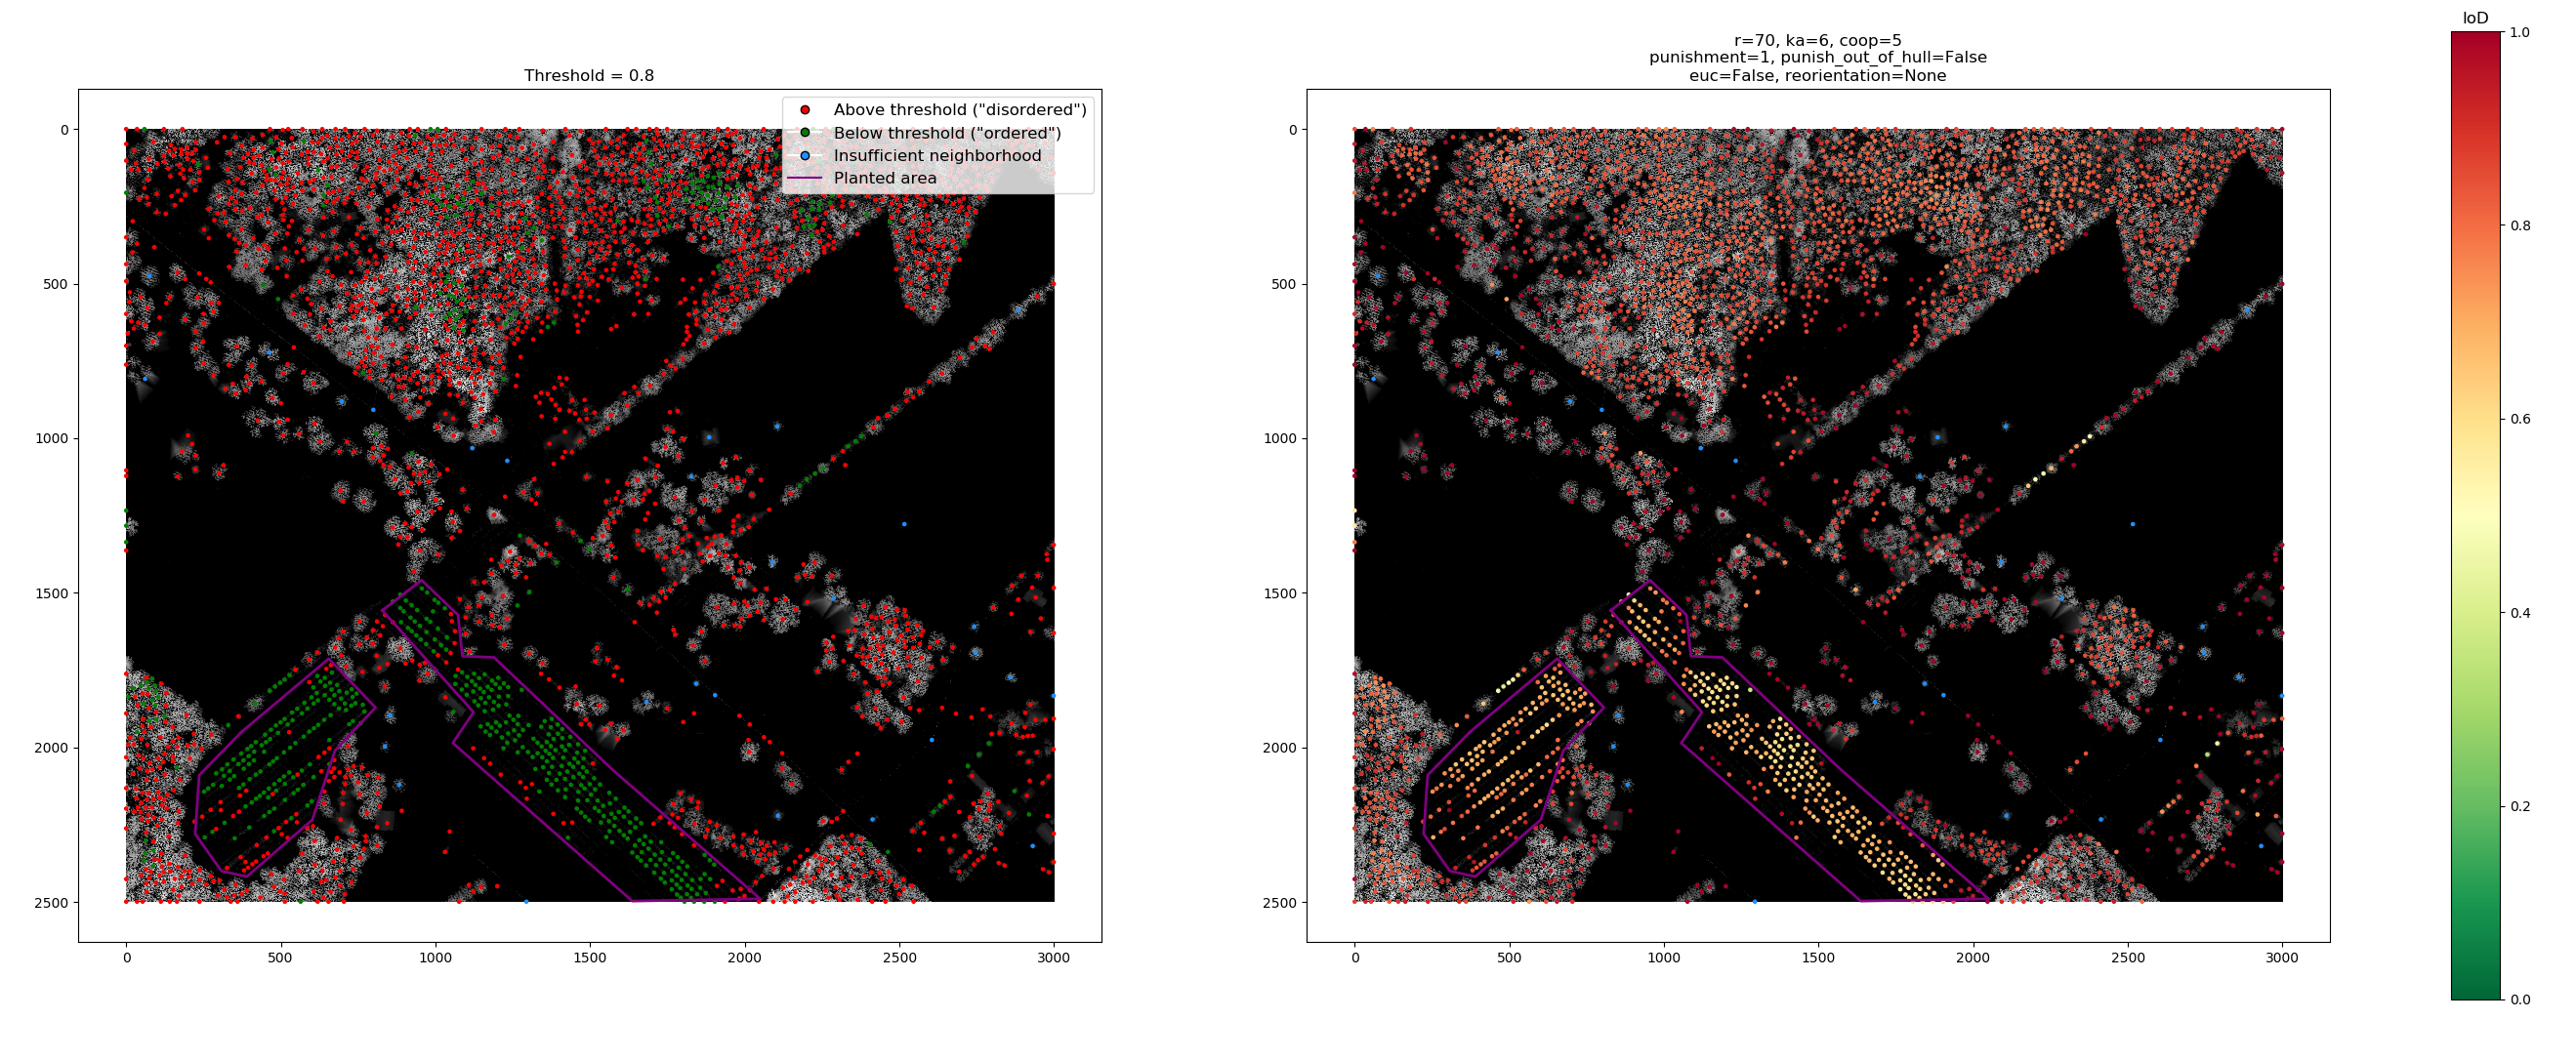 Threshold = 0.8
Above threshold ("disordered")
Below threshold ("ordered")
Insufficient neighborhood
Planted area
0
500
1000
1500
2000
2500
0 500 1000 1500 2000 2500 3000
r=70, ka=6, coop=5
punishment=1, punish_out_of_hull=False
euc=False, reorientation=None
0
500
1000
1500
2000
2500
0 500 1000 1500 2000 2500 3000
IoD
1.0
0.8
0.6
0.4
0.2
0.0